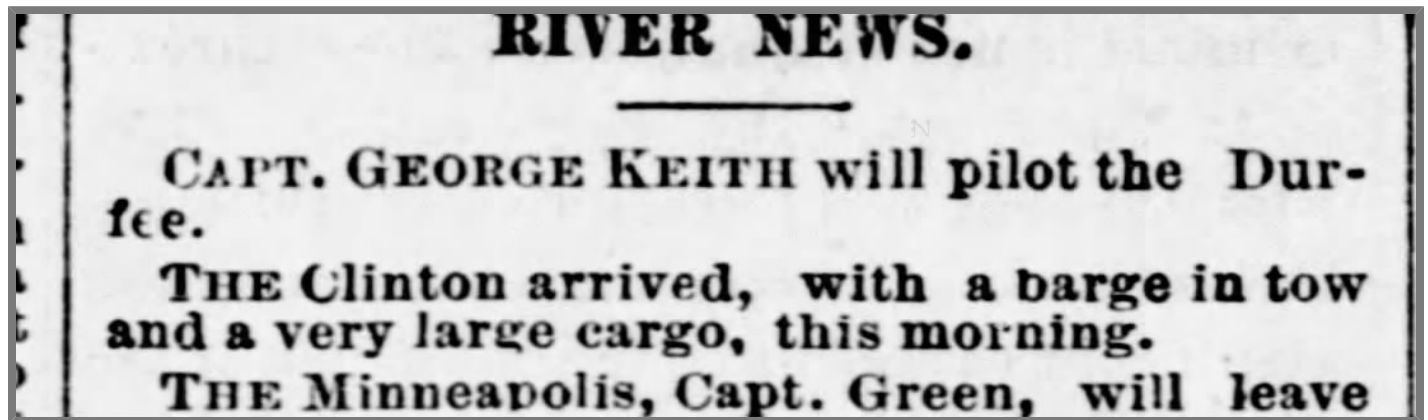 RIVER NEWS.
CAPT. GEORGE KEITH will pilot the Dur-
fee.
THE Clinton arrived, with a barge in tow
and a very large cargo, this morning.
THE Minneapolis, Capt. Green, will leave